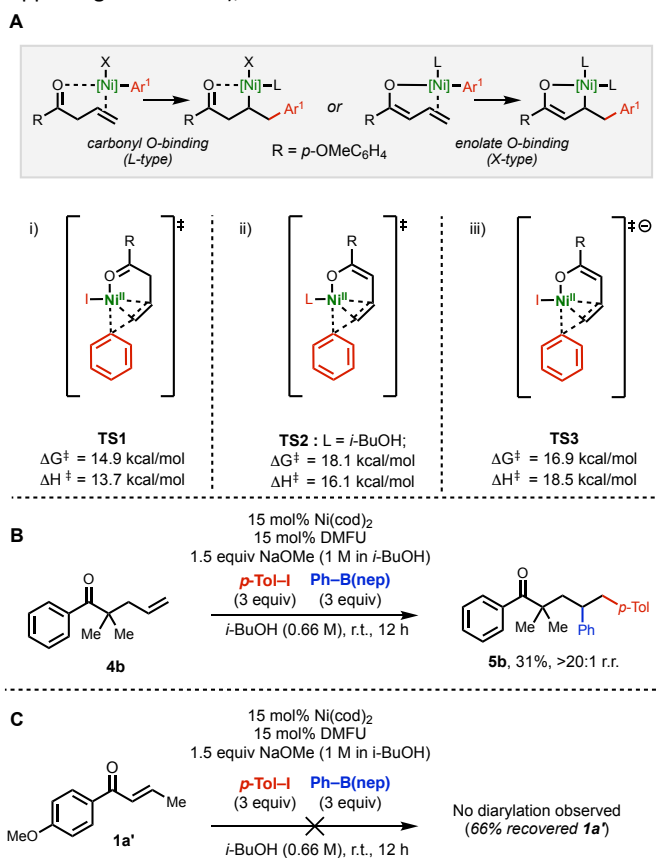 A
X
O
[Ni]
Ar1
R
X
O
[Ni]
L
R
Ar1
or
L
O
[Ni]
Ar1
R
L
O
[Ni]
L
R
Ar1
carbonyl O-binding
(L-type)
R = p-OMeC6H4
enolate O-binding
(X-type)
i)
ii)
iii)
‡
‡
‡ ⊖
R
O
I
NiII
R
O
L
NiII
R
O
I
NiII
TS1
ΔG‡ = 14.9 kcal/mol
ΔH ‡ = 13.7 kcal/mol
TS2 : L = i-BuOH;
ΔG‡ = 18.1 kcal/mol
ΔH‡ = 16.1 kcal/mol
TS3
ΔG‡ = 16.9 kcal/mol
ΔH‡ = 18.5 kcal/mol
B
O
Me Me
4b
15 mol% Ni(cod)2
15 mol% DMFU
1.5 equiv NaOMe (1 M in i-BuOH)
p-Tol–I Ph–B(nep)
(3 equiv) (3 equiv)
i-BuOH (0.66 M), r.t., 12 h
O
p-Tol
Me Me
Ph
5b, 31%, >20:1 r.r.
C
O
Me
MeO
1a'
15 mol% Ni(cod)2
15 mol% DMFU
1.5 equiv NaOMe (1 M in i-BuOH)
p-Tol–I Ph–B(nep)
(3 equiv) (3 equiv)
i-BuOH (0.66 M), r.t., 12 h
No diarylation observed
(66% recovered 1a')